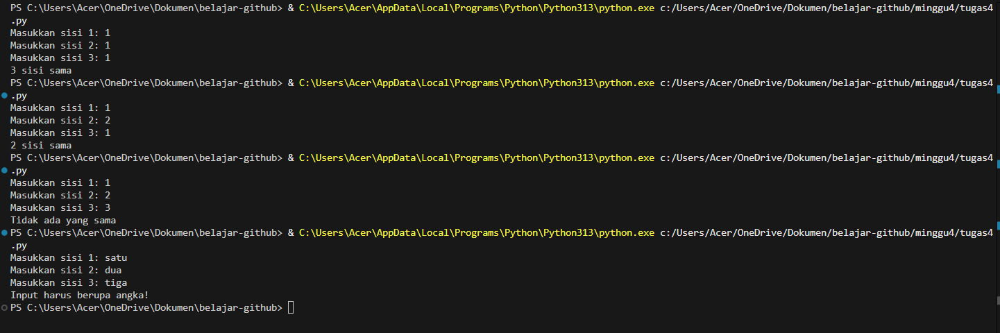 PS C:\Users\Acer\OneDrive\Dokumen\belajar-github> & C:\Users\Acer\AppData\Local\Programs\Python\Python313\python.exe c:/Users/Acer/OneDrive/Dokumen/belajar-github/minggu4/tugas4
.py
Masukkan sisi 1: 1
Masukkan sisi 2: 1
Masukkan sisi 3: 1
3 sisi sama
PS C:\Users\Acer\OneDrive\Dokumen\belajar-github> & C:\Users\Acer\AppData\Local\Programs\Python\Python313\python.exe c:/Users/Acer/OneDrive/Dokumen/belajar-github/minggu4/tugas4
.py
Masukkan sisi 1: 1
Masukkan sisi 2: 2
Masukkan sisi 3: 1
2 sisi sama
PS C:\Users\Acer\OneDrive\Dokumen\belajar-github> & C:\Users\Acer\AppData\Local\Programs\Python\Python313\python.exe c:/Users/Acer/OneDrive/Dokumen/belajar-github/minggu4/tugas4
.py
Masukkan sisi 1: 1
Masukkan sisi 2: 2
Masukkan sisi 3: 3
Tidak ada yang sama
PS C:\Users\Acer\OneDrive\Dokumen\belajar-github> & C:\Users\Acer\AppData\Local\Programs\Python\Python313\python.exe c:/Users/Acer/OneDrive/Dokumen/belajar-github/minggu4/tugas4
.py
Masukkan sisi 1: satu
Masukkan sisi 2: dua
Masukkan sisi 3: tiga
Input harus berupa angka!
PS C:\Users\Acer\OneDrive\Dokumen\belajar-github>